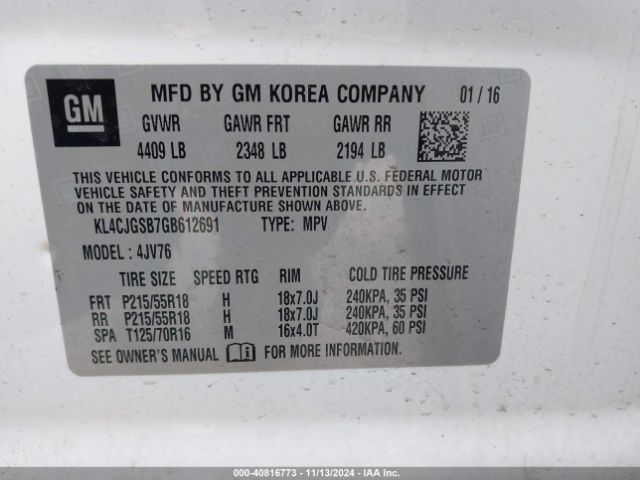 GM
MFD BY GM KOREA COMPANY 01 / 16
GVWR GAWR FRT GAWR RR
4409 LB 2348 LB 2194 LB
THIS VEHICLE CONFORMS TO ALL APPLICABLE U.S. FEDERAL MOTOR
VEHICLE SAFETY AND THEFT PREVENTION STANDARDS IN EFFECT
ON THE DATE OF MANUFACTURE SHOWN ABOVE.
KL4CJGSB7GB612691 TYPE: MPV
MODEL : 4JV76
TIRE SIZE SPEED RTG RIM COLD TIRE PRESSURE
FRT P215/55R18 H 18x7.0J 240KPA, 35 PSI
RR P215/55R18 H 18x7.0J 240KPA, 35 PSI
SPA T125/70R16 M 16x4.0T 420KPA, 60 PSI
SEE OWNER'S MANUAL FOR MORE INFORMATION.
000-40816773 - 11/13/2024 - IAA Inc.